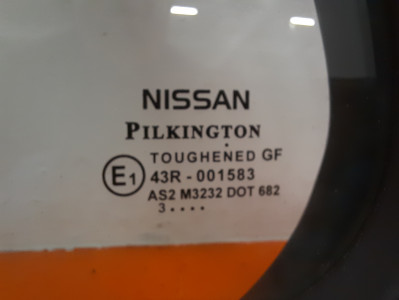 NISSAN
PILKINGTON
TOUGHENED GF
E1 43R - 001583
AS2 M3232 DOT 682
3 ....